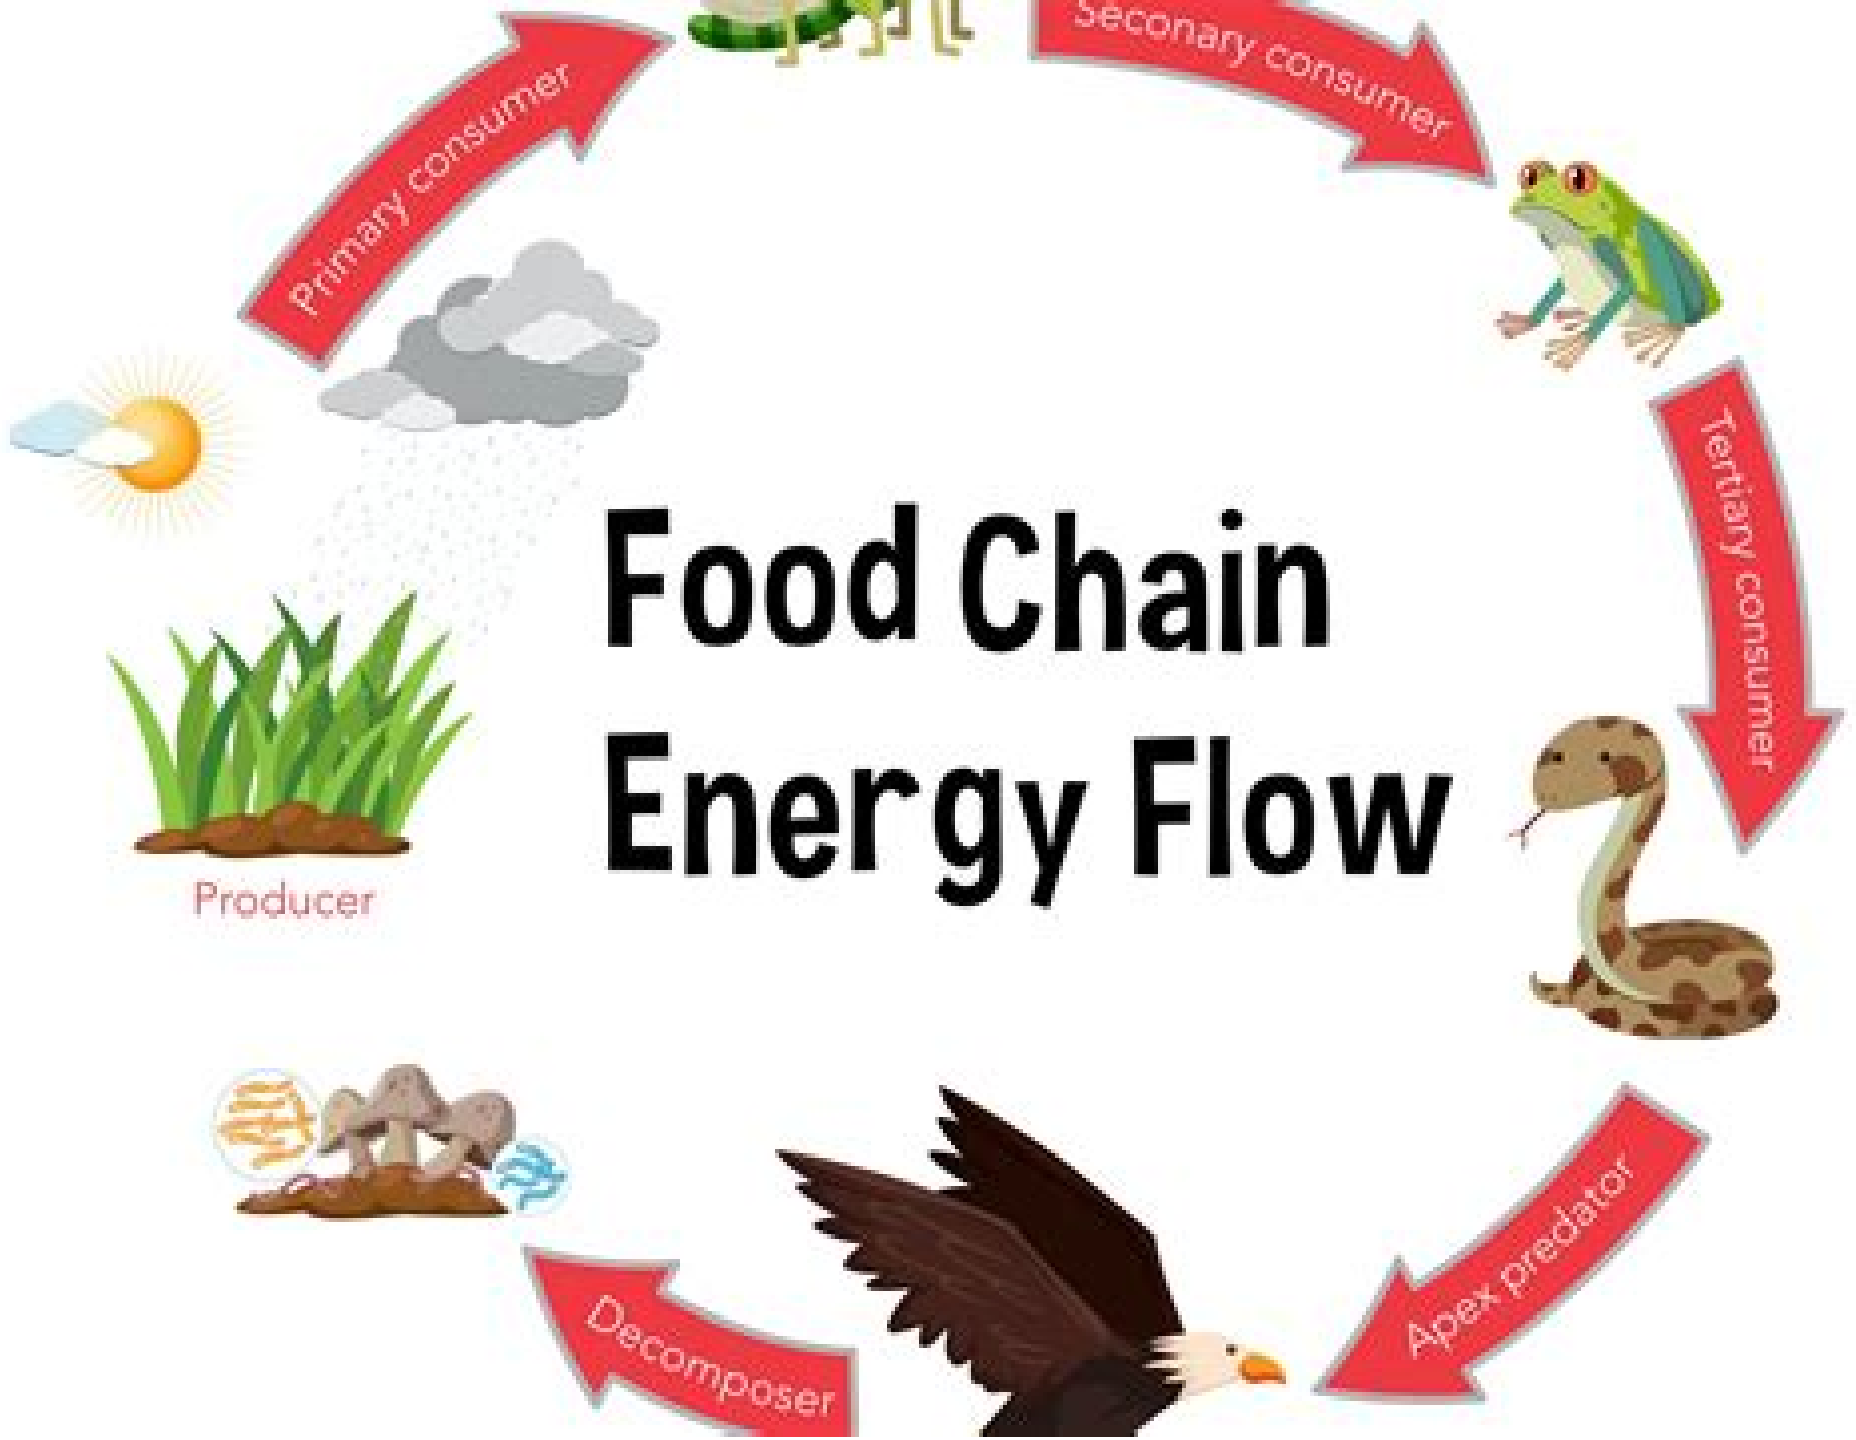 Seconary consumer
Primary consumer
Tertiary consumer
Food Chain
Energy Flow
Producer
Apex predator
Decomposer